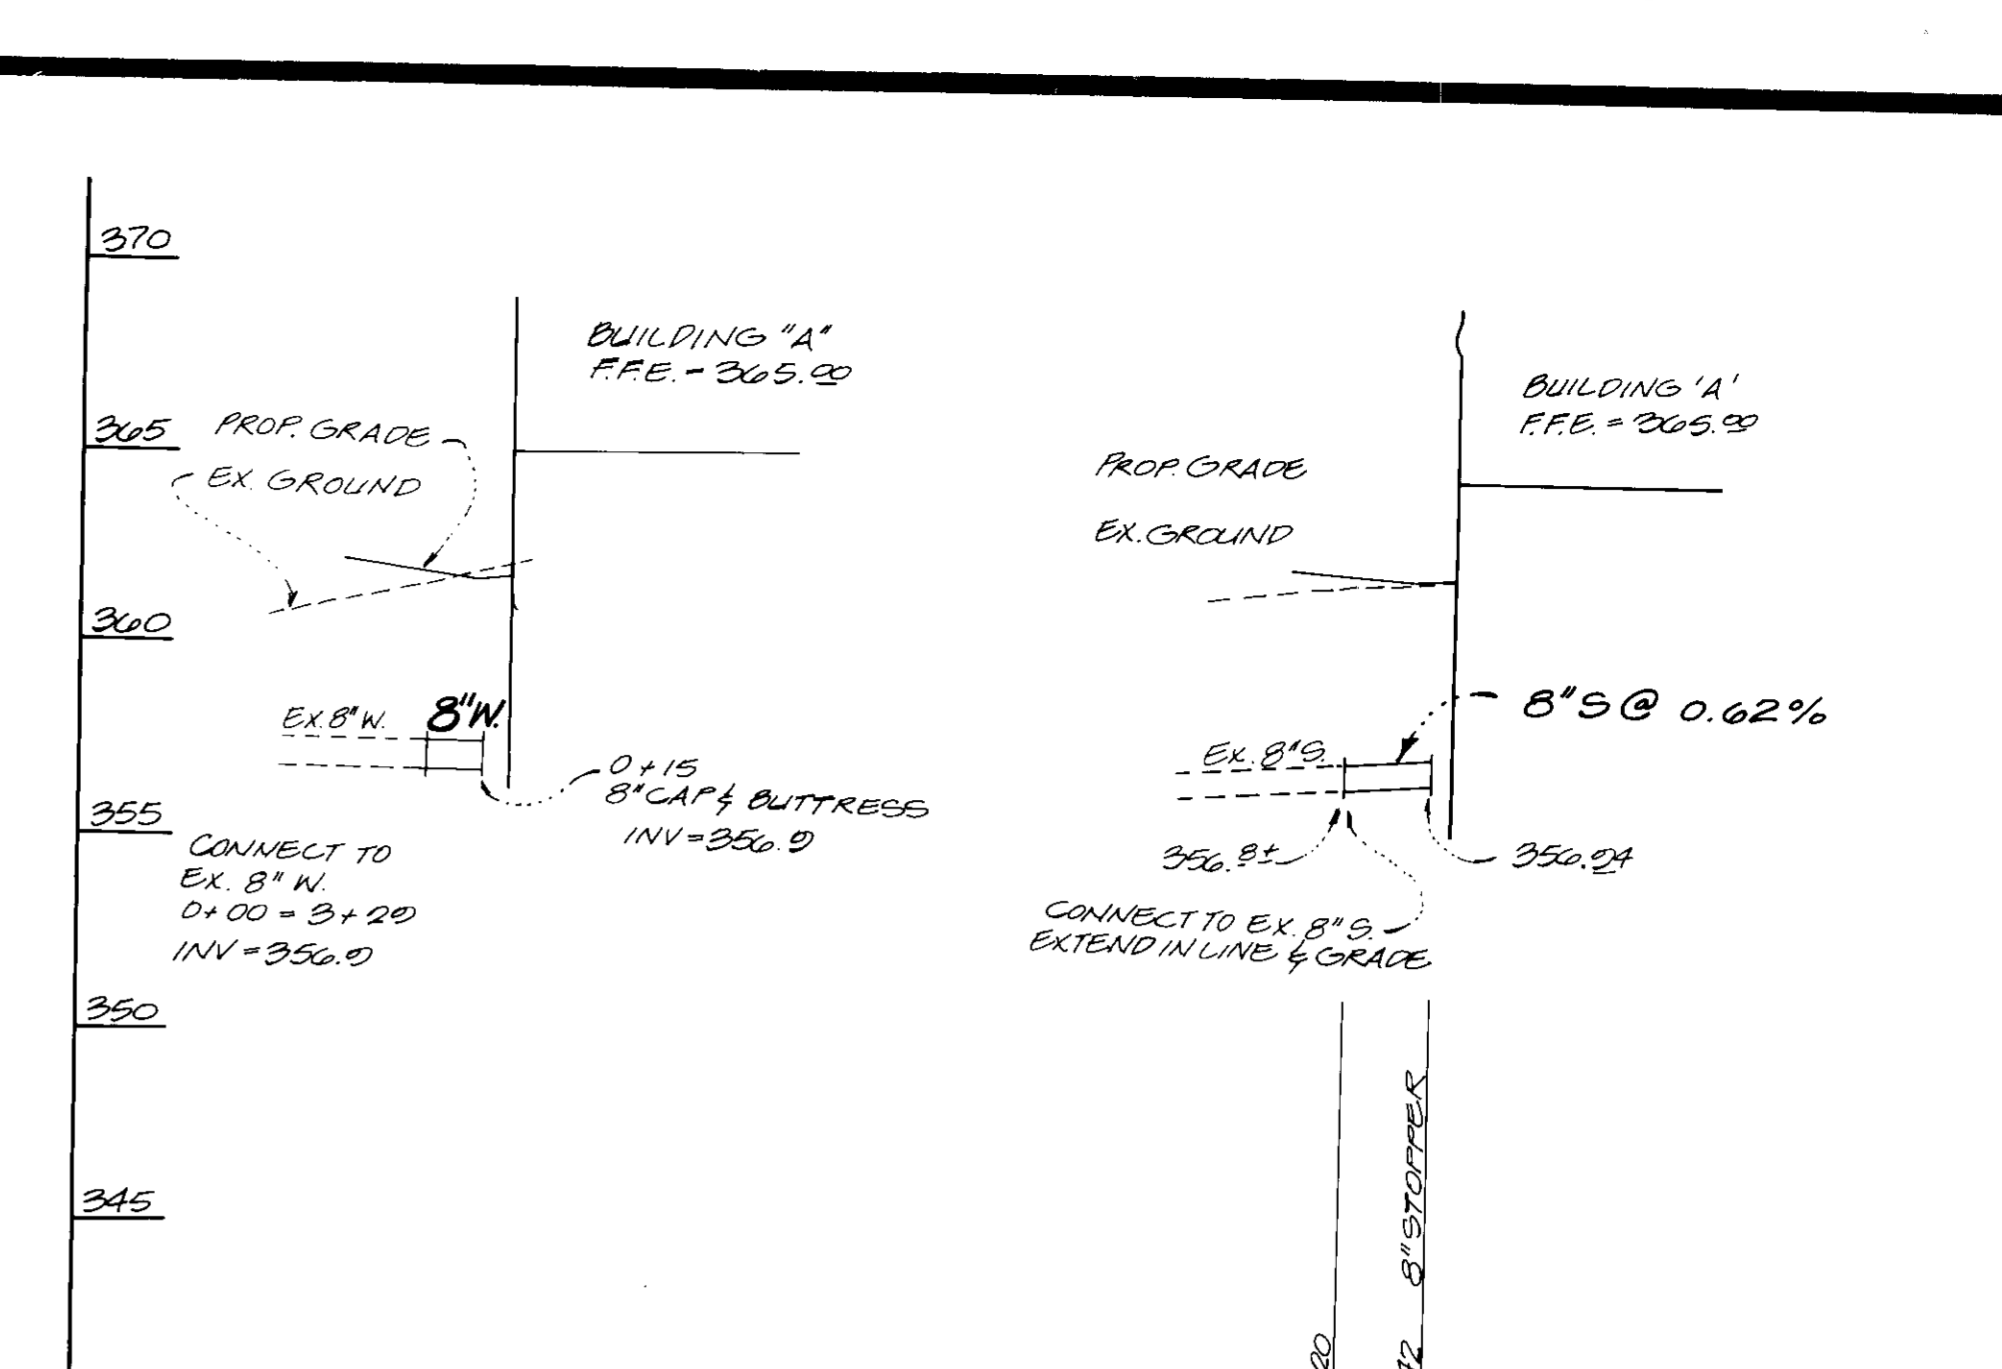 370
365
360
355
350
345
BUILDING "A"
F.F.E. - 365.00
PROP. GRADE
EX. GROUND
EX. 8" W.
8" W.
0+15
8" CAP & BUTTRESS
INV = 356.9
CONNECT TO
EX. 8" W.
0+00 = 3+29
INV = 356.9
BUILDING 'A'
F.F.E. = 365.00
PROP. GRADE
EX. GROUND
8" S @ 0.62%
EX. 8" S.
356.8±
356.94
CONNECT TO EX. 8" S.
EXTEND IN LINE & GRADE
8" STOPPER